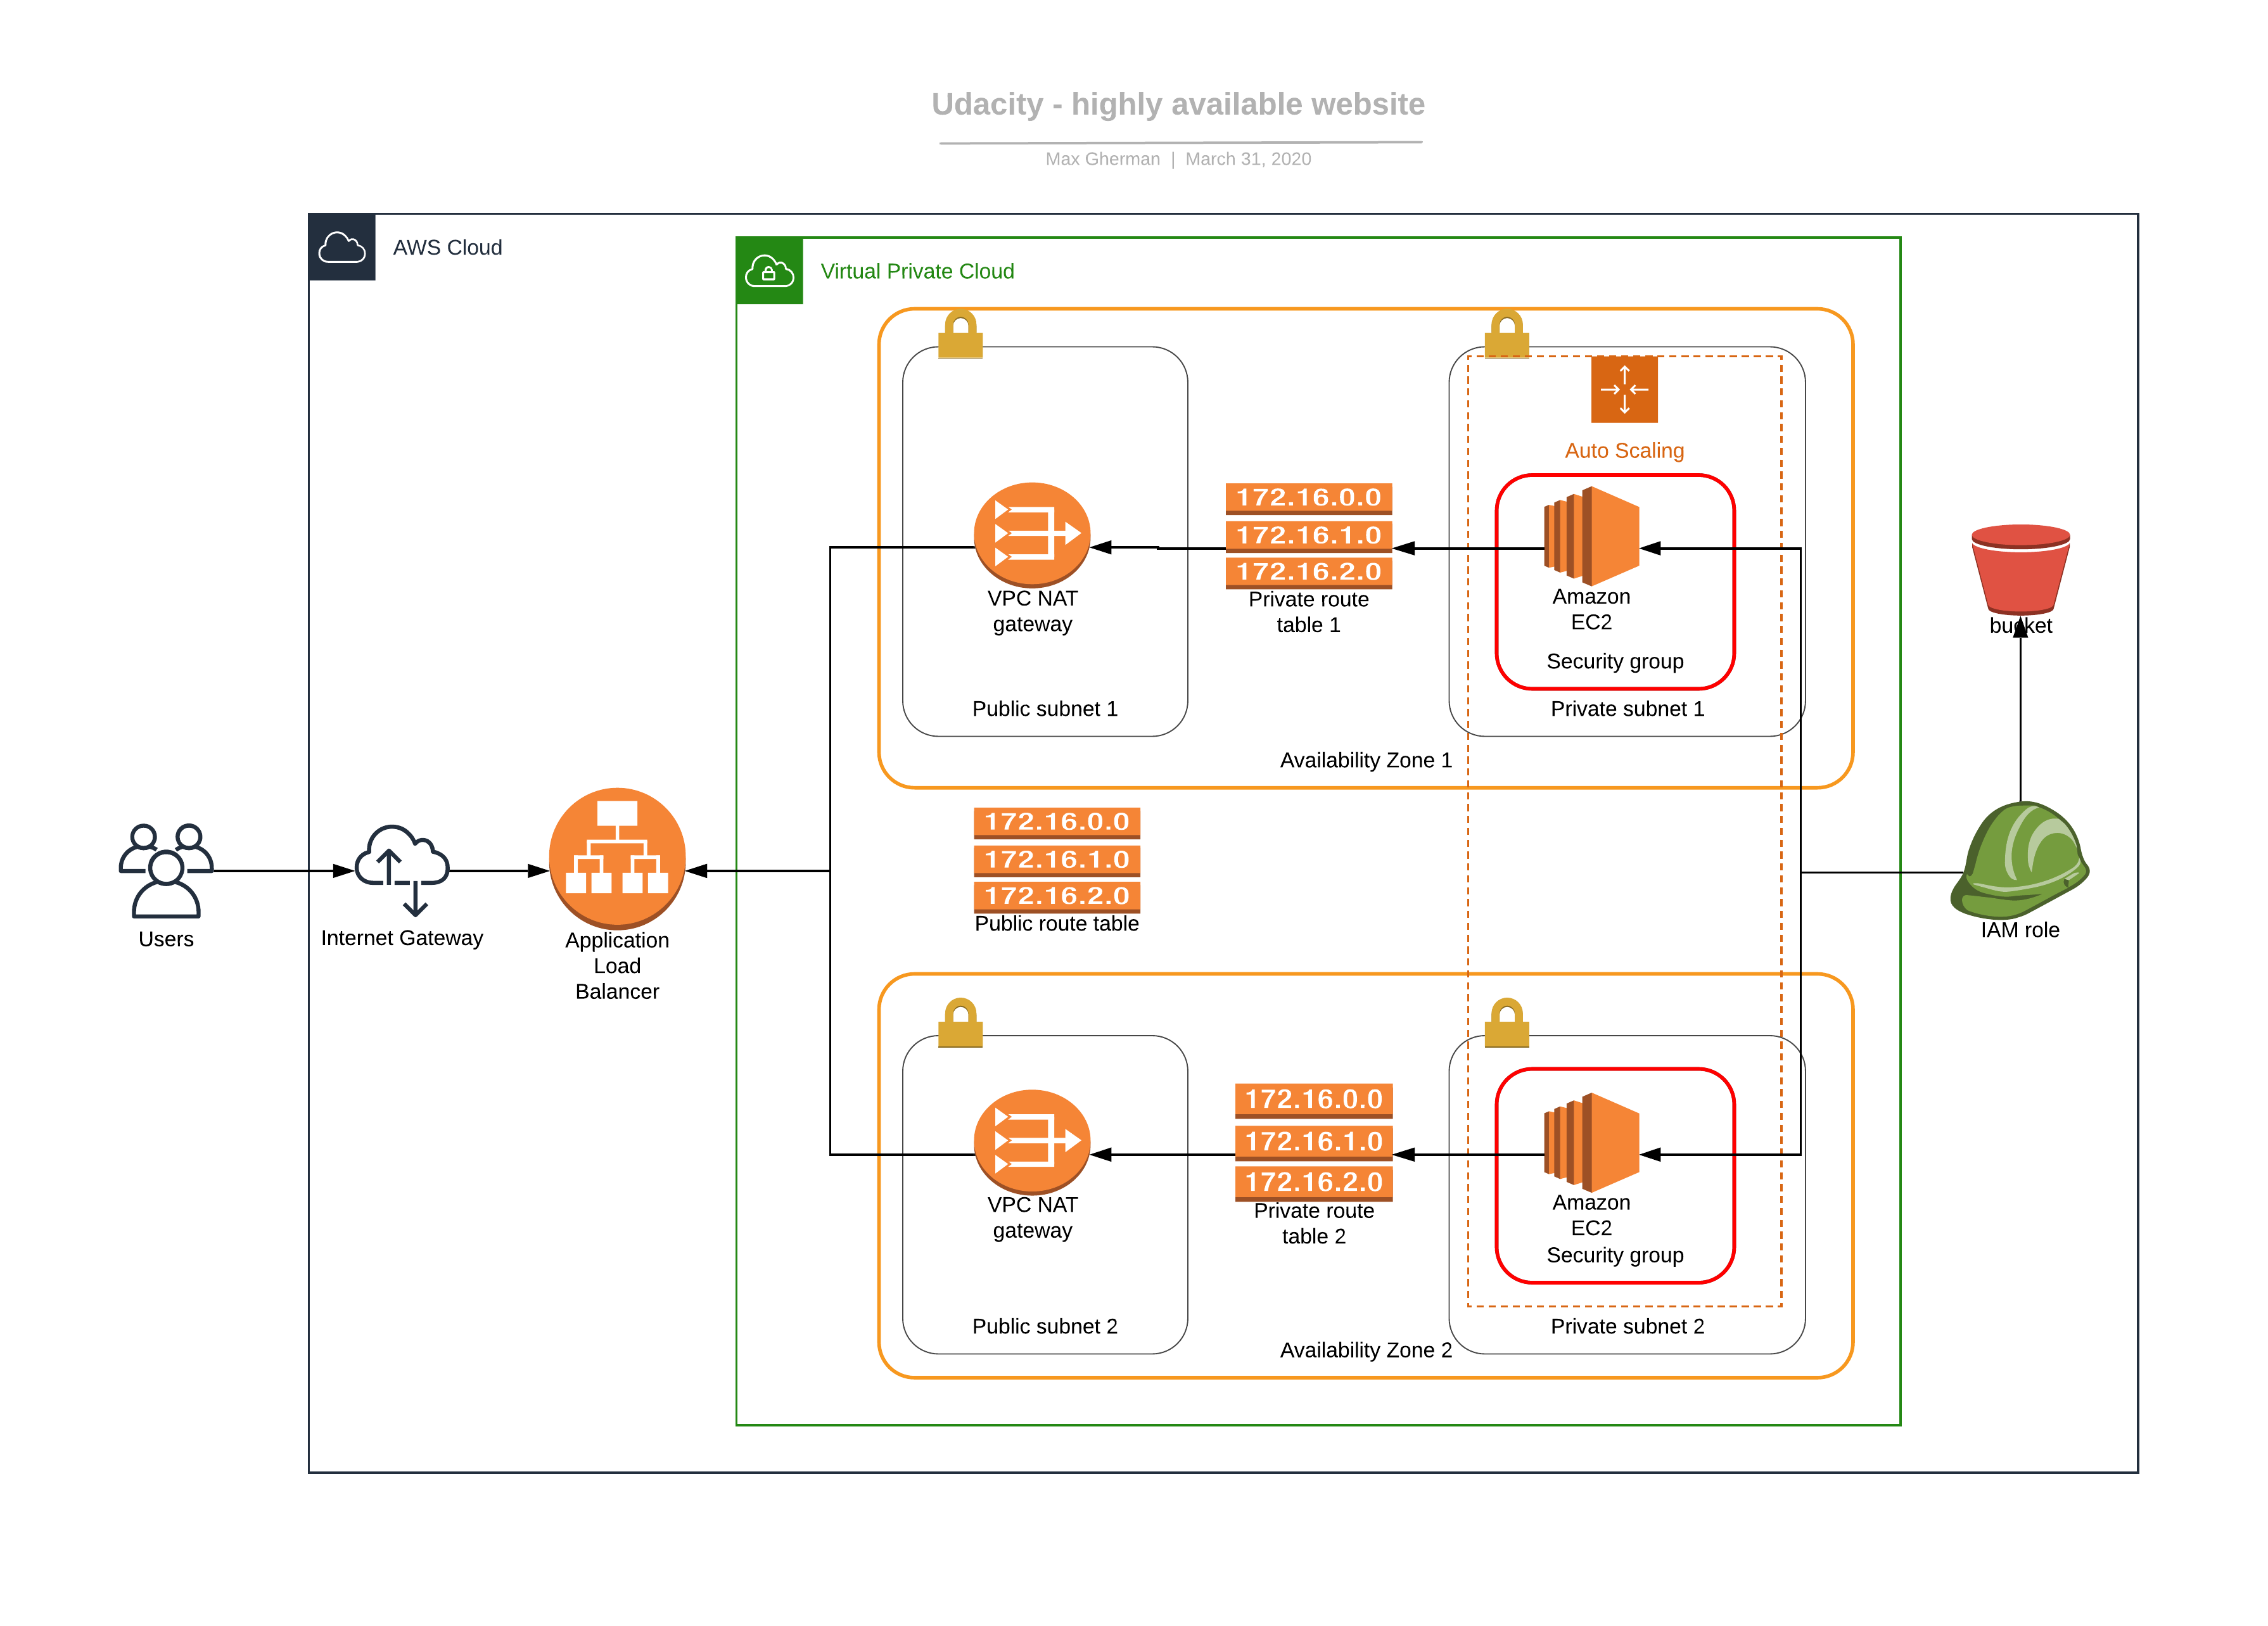 Udacity - highly available website
Max Gherman | March 31, 2020
AWS Cloud
Virtual Private Cloud
Auto Scaling
172.16.0.0
172.16.1.0
172.16.2.0
VPC NAT
gateway
Private route
table 1
Amazon
EC2
Security group
Public subnet 1
Private subnet 1
Availability Zone 1
bucket
172.16.0.0
172.16.1.0
172.16.2.0
Public route table
Users
Internet Gateway
Application
Load
Balancer
IAM role
172.16.0.0
172.16.1.0
172.16.2.0
VPC NAT
gateway
Private route
table 2
Amazon
EC2
Security group
Public subnet 2
Private subnet 2
Availability Zone 2